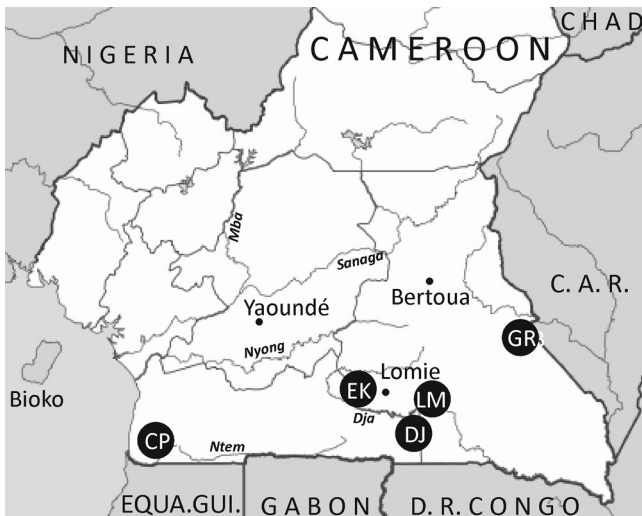 CHAD
NIGERIA
CAMEROON
Mba
Sanaga
C. A. R.
Bertoua
Yaoundé
GR
Nyong
Lomie
Bioko
EK
LM
Dja
DJ
CP
Ntem
EQUA.GUI.
GABON
D. R. CONGO